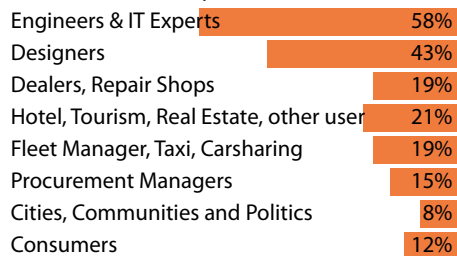 Engineers & IT Experts 58%
Designers 43%
Dealers, Repair Shops 19%
Hotel, Tourism, Real Estate, other user 21%
Fleet Manager, Taxi, Carsharing 19%
Procurement Managers 15%
Cities, Communities and Politics 8%
Consumers 12%